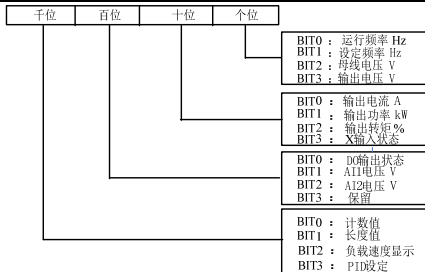 千位 百位 十位 个位
BIT0 : 运行频率 Hz
BIT1 : 设定频率 Hz
BIT2 : 母线电压 V
BIT3 : 输出电压 V
BIT0 : 输出电流 A
BIT1 : 输出功率 kW
BIT2 : 输出转矩 %
BIT3 : X输入状态
BIT0 : DO输出状态
BIT1 : AI1电压 V
BIT2 : AI2电压 V
BIT3 : 保留
BIT0 : 计数值
BIT1 : 长度值
BIT2 : 负载速度显示
BIT3 : PID设定